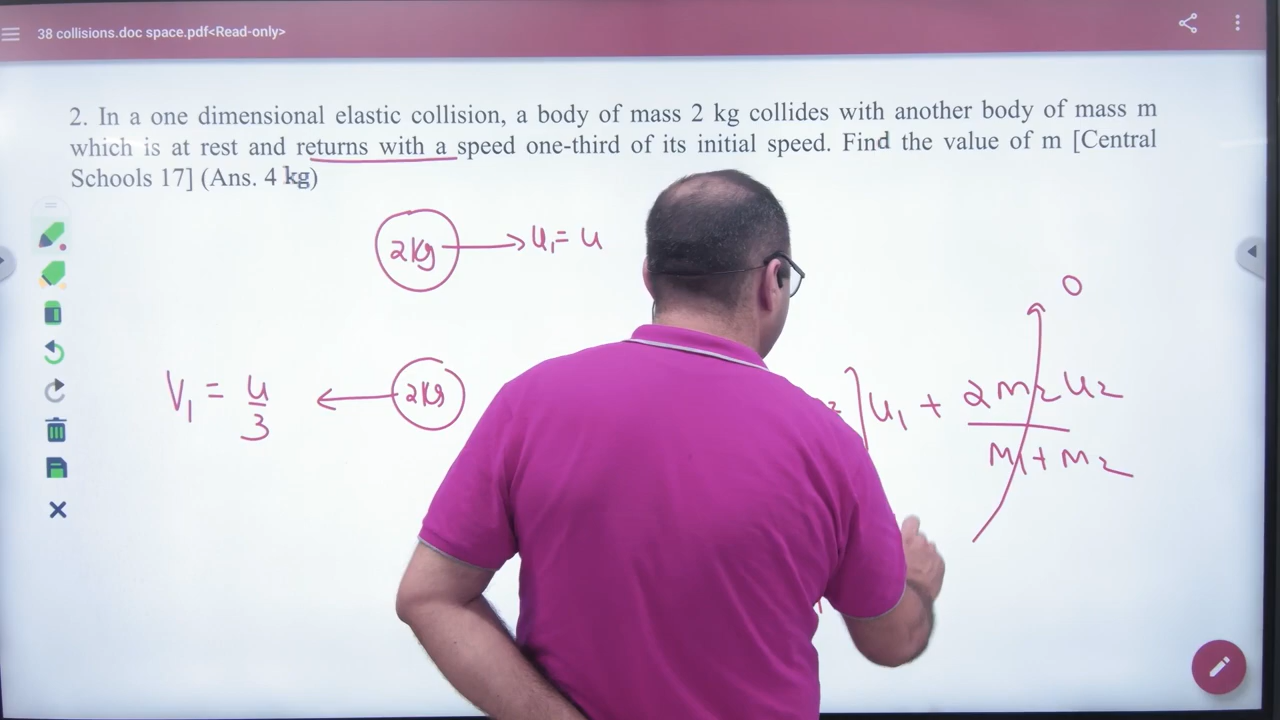 38 collisions.doc space.pdf<Read-only>
2. In a one dimensional elastic collision, a body of mass 2 kg collides with another body of mass m
which is at rest and returns with a speed one-third of its initial speed. Find the value of m [Central
Schools 17] (Ans. 4 kg)
2kg → u₁ = u
0
V₁ = u/3 ← 2kg
) u₁ + 2m₂u₂ / m₁ + m₂